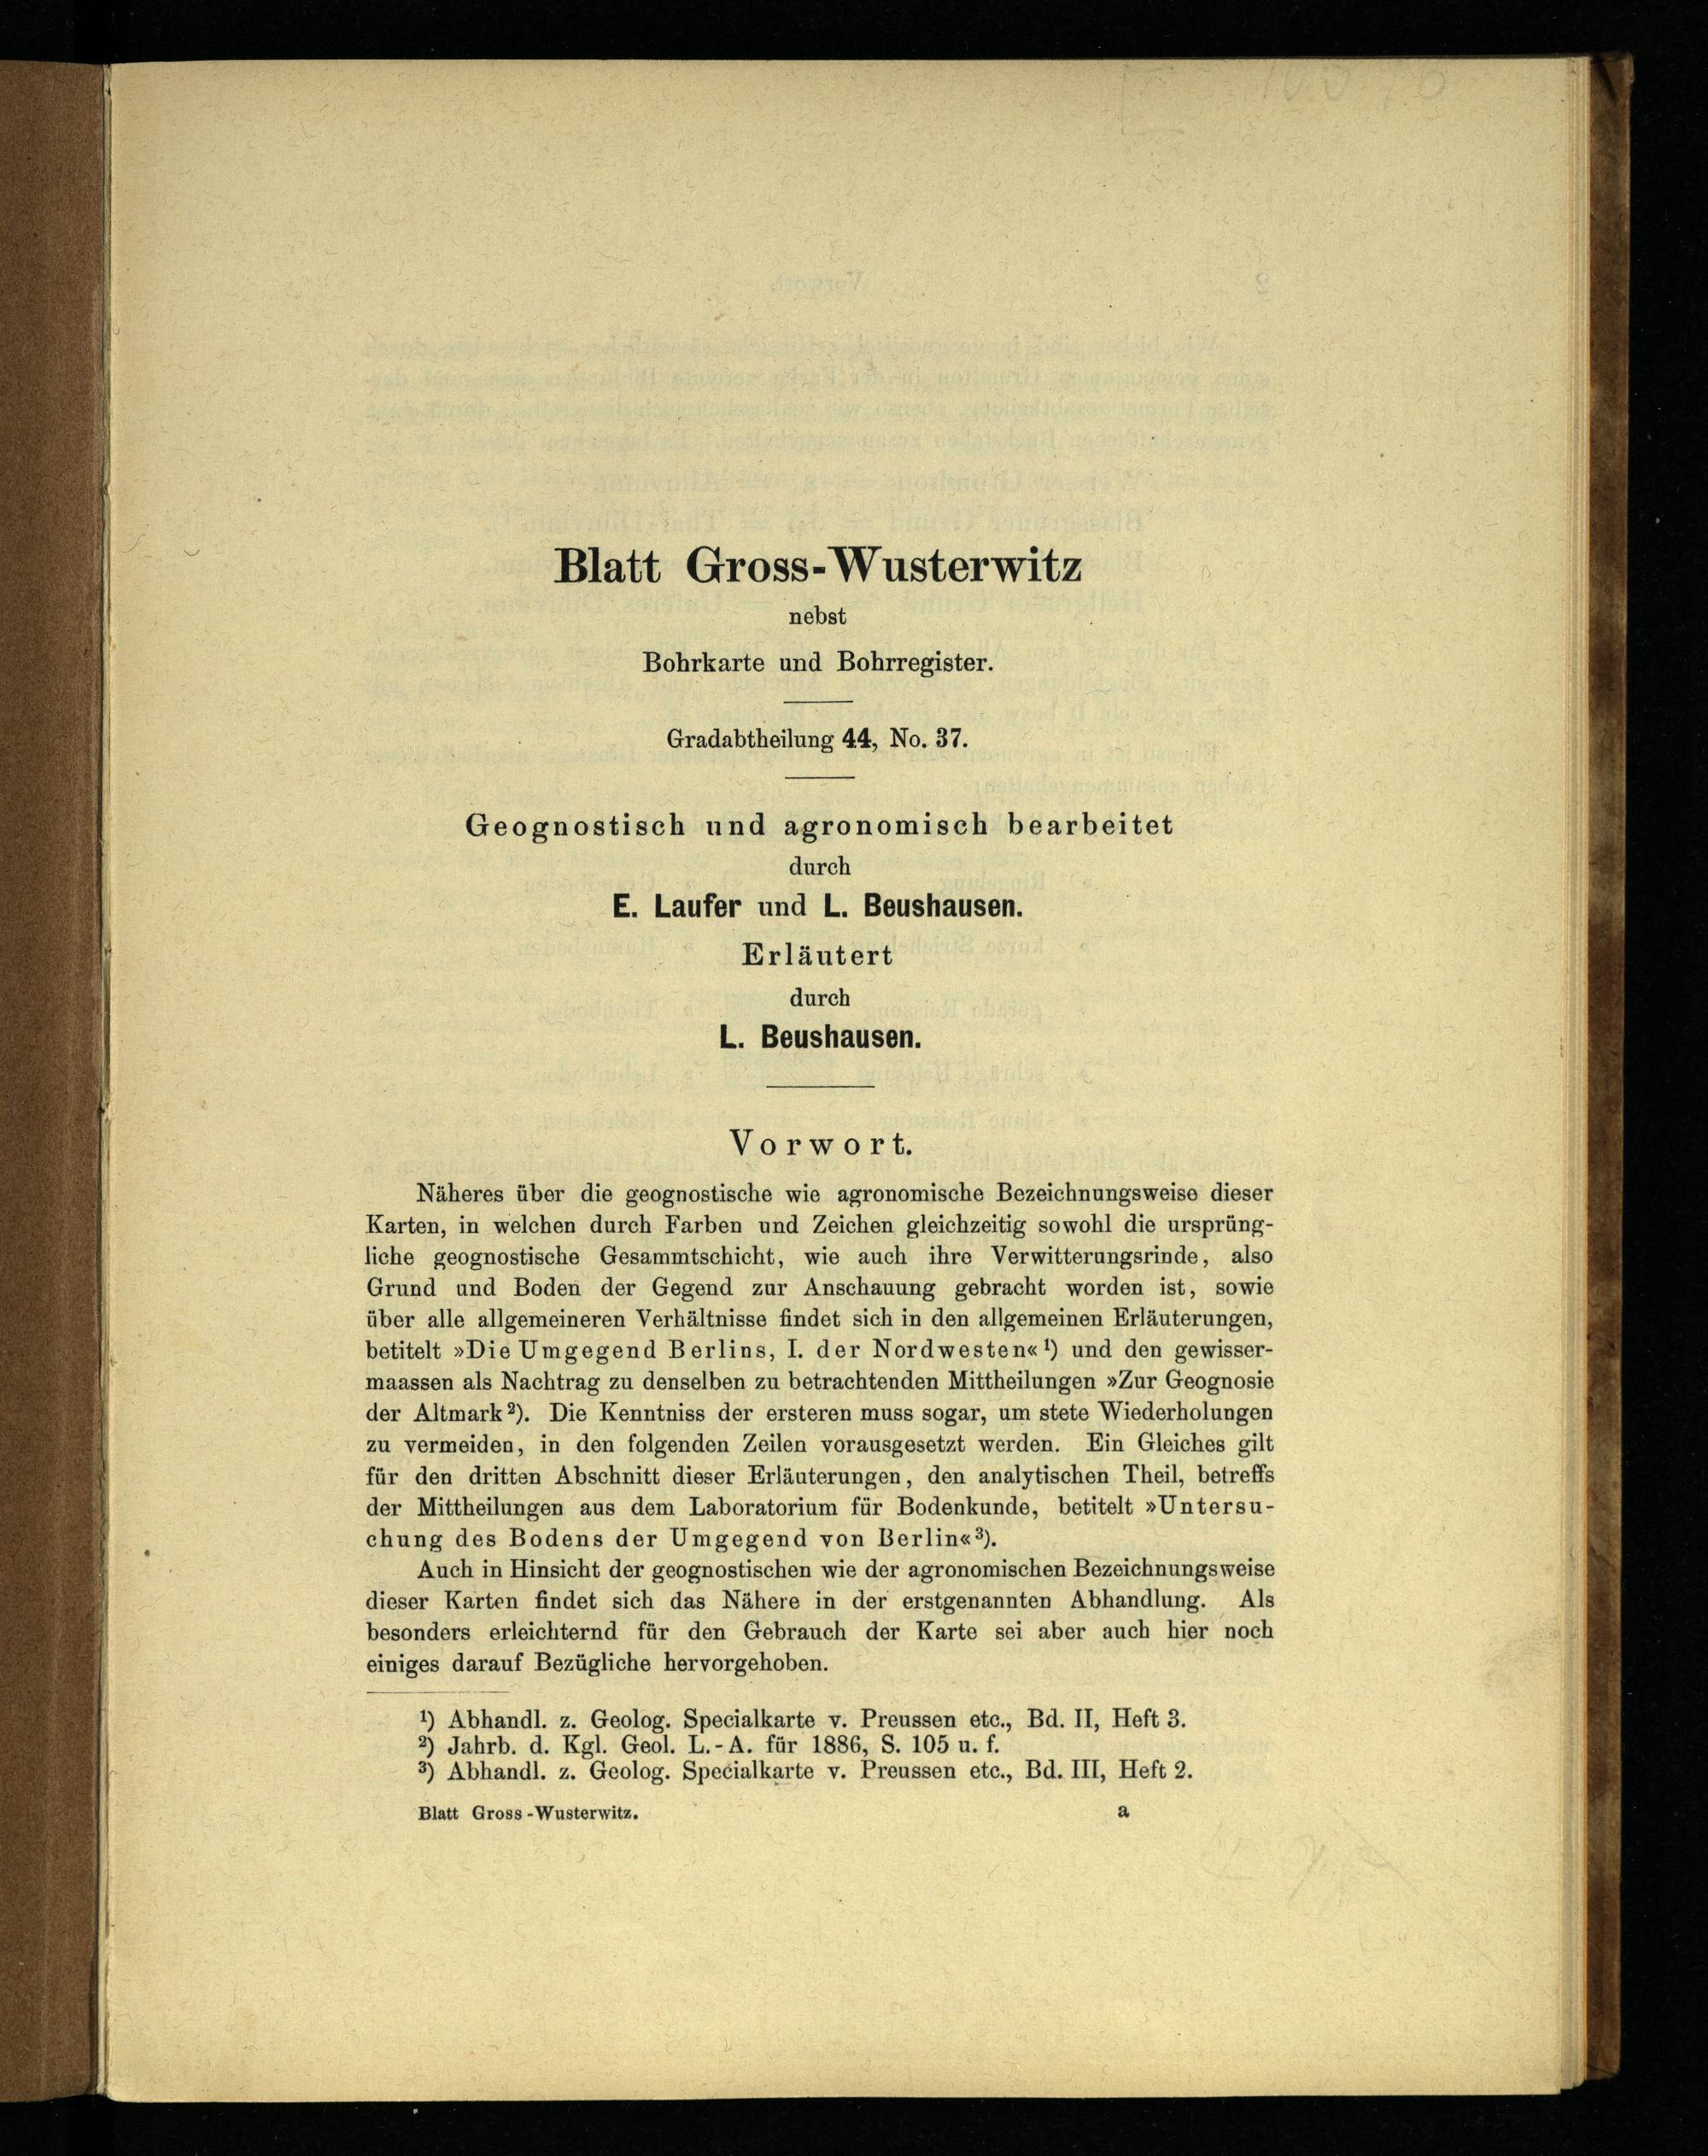 Blatt Gross-Wusterwitz
nebst
Bohrkarte und Bohrregister.
Gradabtheilung 44, No. 37.
Geognostisch und agronomisch bearbeitet
durch
E. Laufer und L. Beushausen.
Erläutert
durch
L. Beushausen.
Vorwort.
Näheres über die geognostische wie agronomische Bezeichnungsweise dieser
Karten, in welchen durch Farben und Zeichen gleichzeitig sowohl die ursprüng-
liche geognostische Gesammtschicht, wie auch ihre Verwitterungsrinde, also
Grund und Boden der Gegend zur Anschauung gebracht worden ist, sowie
über alle allgemeineren Verhältnisse findet sich in den allgemeinen Erläuterungen,
betitelt »Die Umgegend Berlins, I. der Nordwesten« ¹) und den gewisser-
maassen als Nachtrag zu denselben zu betrachtenden Mittheilungen »Zur Geognosie
der Altmark ²). Die Kenntniss der ersteren muss sogar, um stete Wiederholungen
zu vermeiden, in den folgenden Zeilen vorausgesetzt werden. Ein Gleiches gilt
für den dritten Abschnitt dieser Erläuterungen, den analytischen Theil, betreffs
der Mittheilungen aus dem Laboratorium für Bodenkunde, betitelt »Untersu-
chung des Bodens der Umgegend von Berlin« ³).
Auch in Hinsicht der geognostischen wie der agronomischen Bezeichnungsweise
dieser Karten findet sich das Nähere in der erstgenannten Abhandlung. Als
besonders erleichternd für den Gebrauch der Karte sei aber auch hier noch
einiges darauf Bezügliche hervorgehoben.
¹) Abhandl. z. Geolog. Specialkarte v. Preussen etc., Bd. II, Heft 3.
²) Jahrb. d. Kgl. Geol. L.-A. für 1886, S. 105 u. f.
³) Abhandl. z. Geolog. Specialkarte v. Preussen etc., Bd. III, Heft 2.
Blatt Gross-Wusterwitz. a